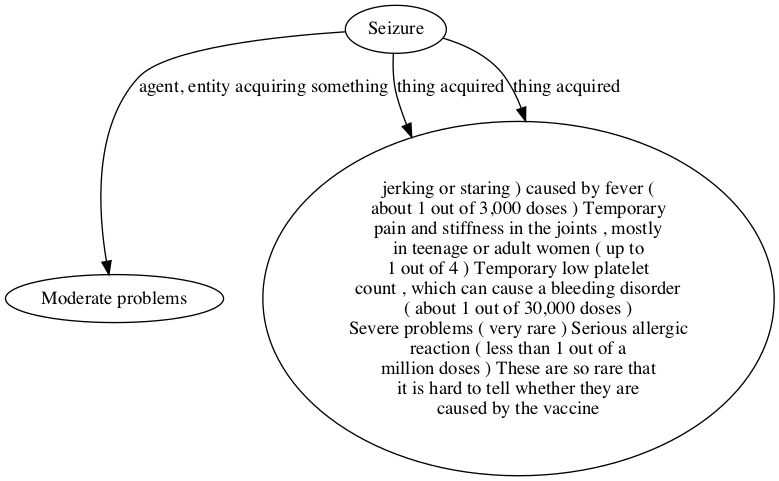 Seizure
agent, entity acquiring something
thing acquired
thing acquired
jerking or staring ) caused by fever (
about 1 out of 3,000 doses ) Temporary
pain and stiffness in the joints , mostly
in teenage or adult women ( up to
1 out of 4 ) Temporary low platelet
count , which can cause a bleeding disorder
( about 1 out of 30,000 doses )
Severe problems ( very rare ) Serious allergic
reaction ( less than 1 out of a
million doses ) These are so rare that
it is hard to tell whether they are
caused by the vaccine
Moderate problems